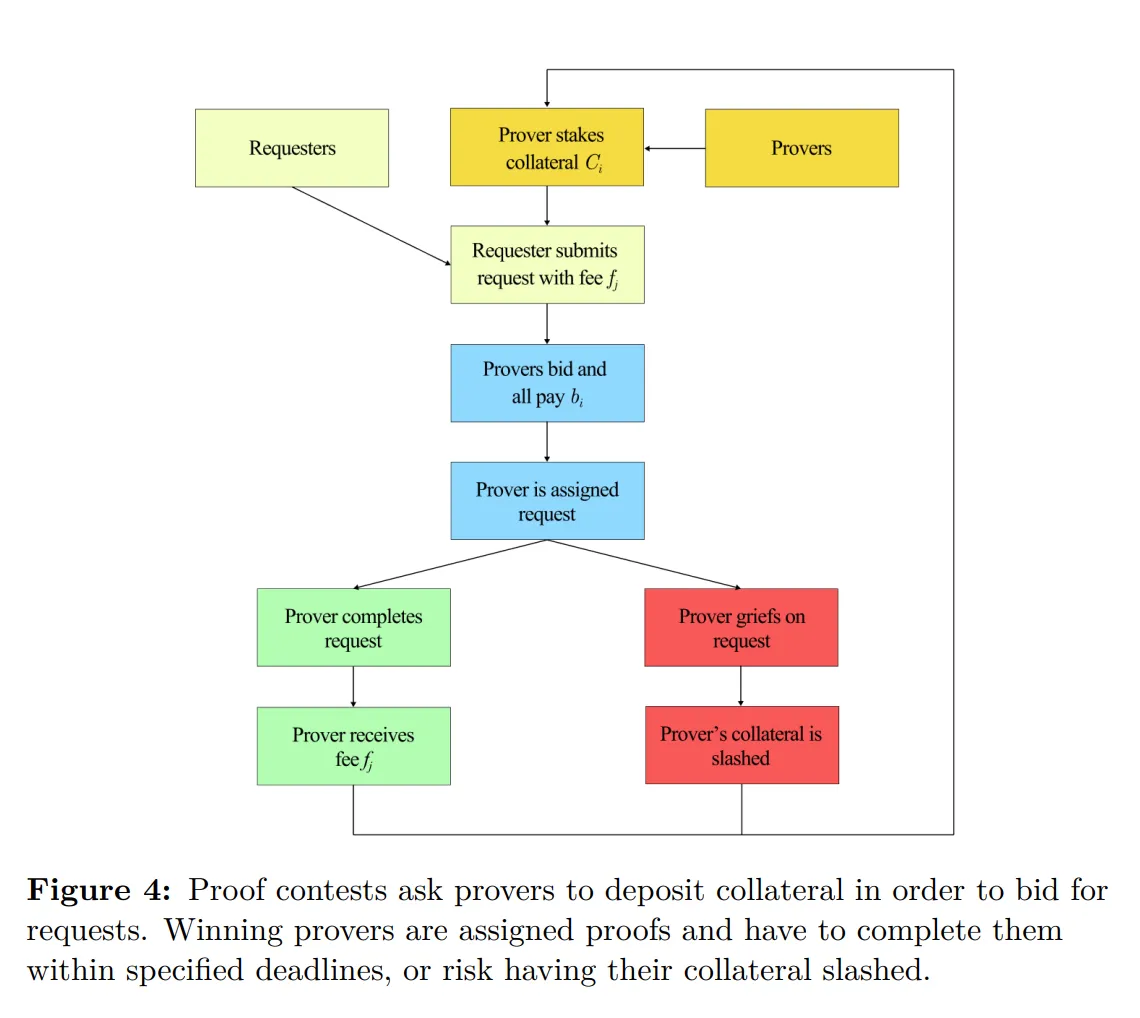 Requesters
Prover stakes
collateral C_i
Provers
Requester submits
request with fee f_j
Provers bid and
all pay b_i
Prover is assigned
request
Prover completes
request
Prover griefs on
request
Prover receives
fee f_j
Prover’s collateral is
slashed
Figure 4: Proof contests ask provers to deposit collateral in order to bid for
requests. Winning provers are assigned proofs and have to complete them
within specified deadlines, or risk having their collateral slashed.